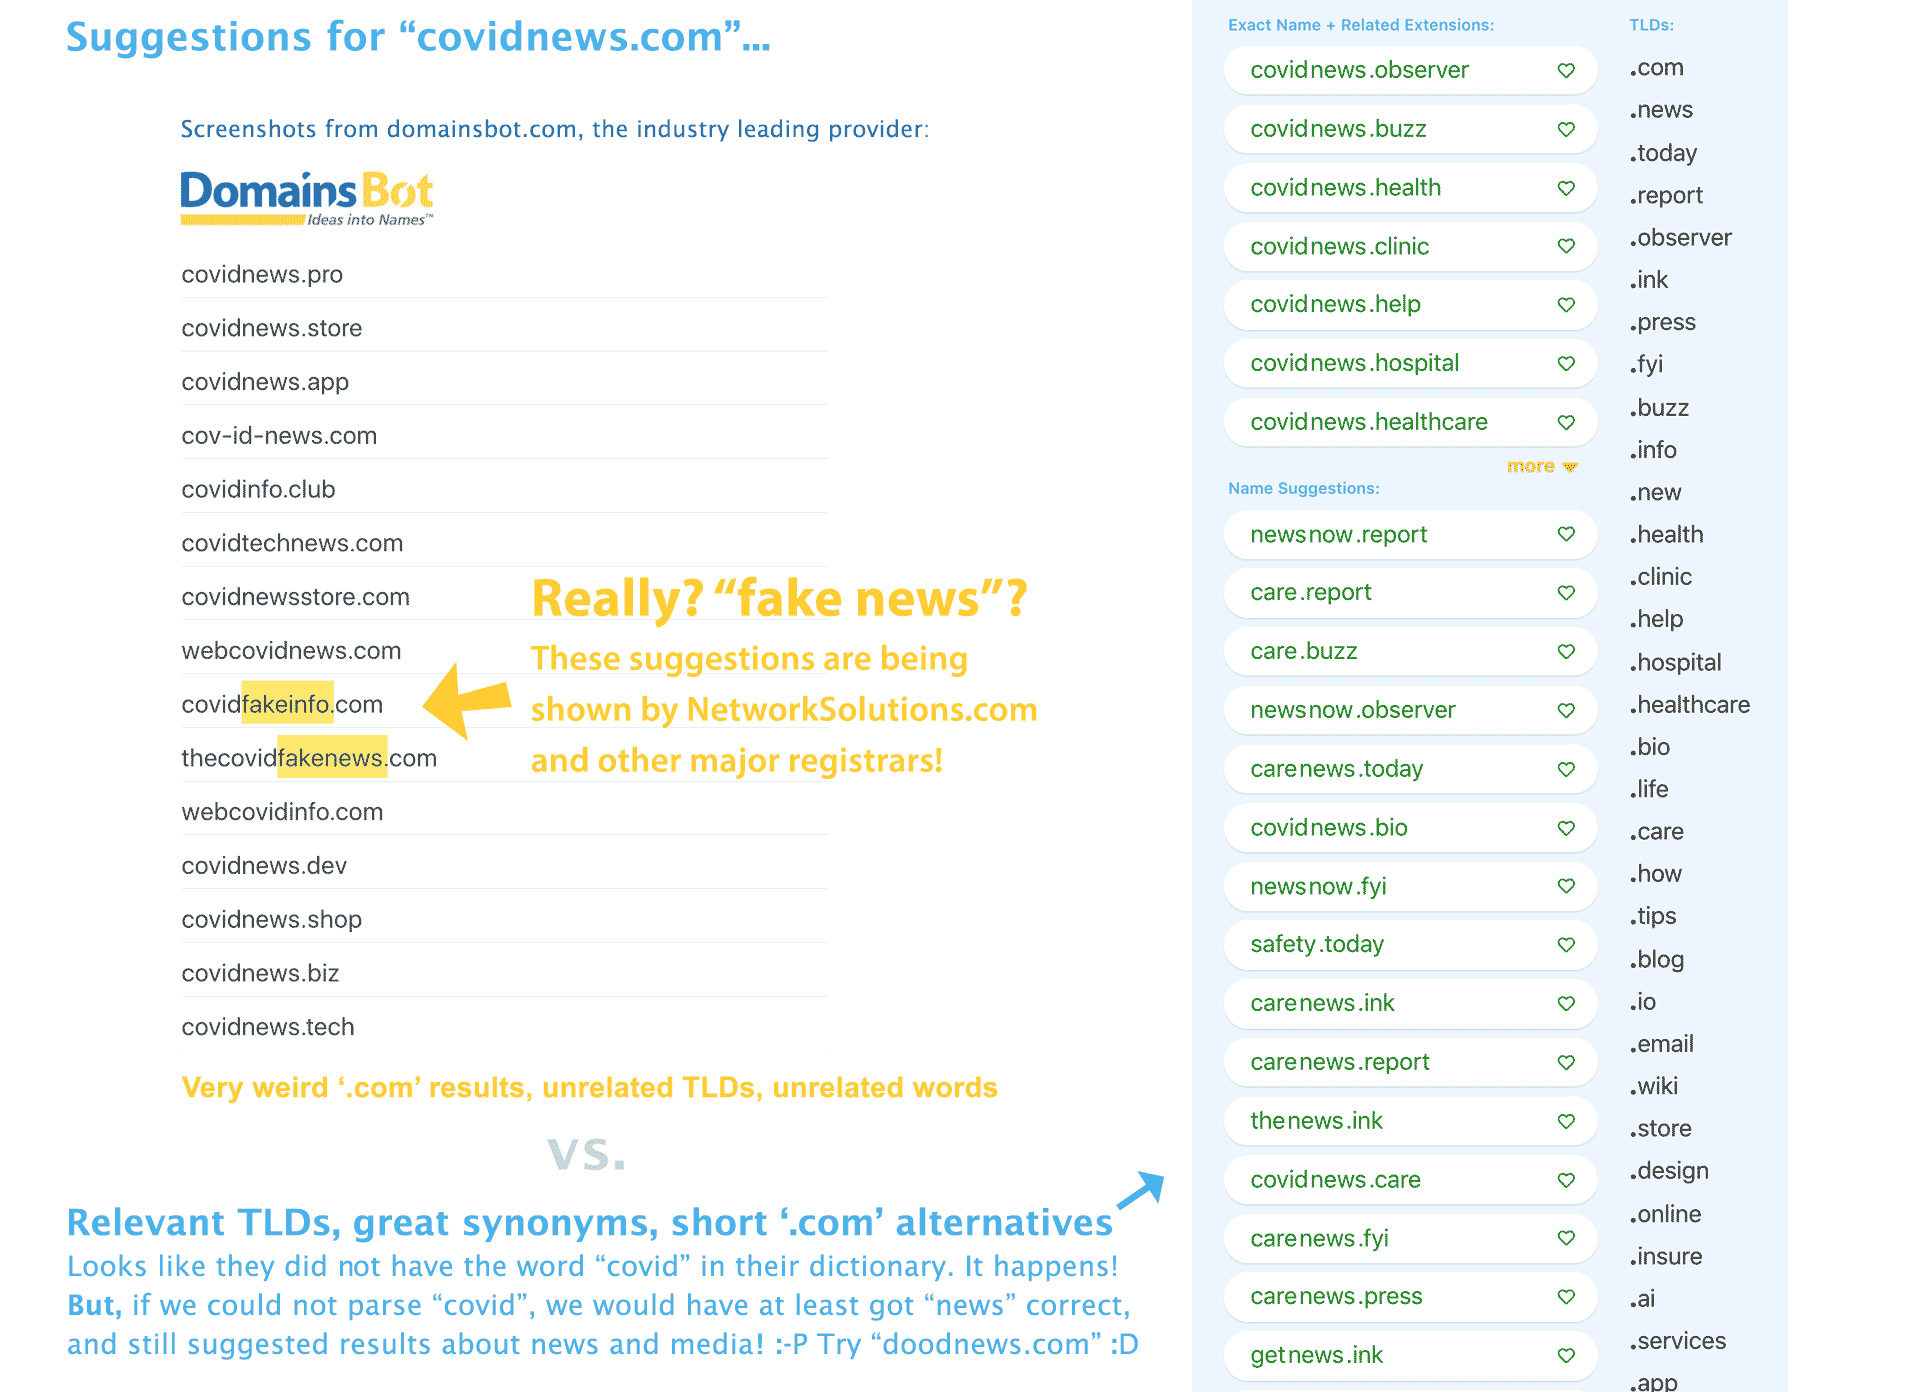 Suggestions for “covidnews.com”...
Screenshots from domainsbot.com, the industry leading provider:
DomainsBot
Ideas into Names™
covidnews.pro
covidnews.store
covidnews.app
cov-id-news.com
covidinfo.club
covidtechnews.com
covidnewsstore.com
webcovidnews.com
covidfakeinfo.com
thecovidfakenews.com
webcovidinfo.com
covidnews.dev
covidnews.shop
covidnews.biz
covidnews.tech
Really? “fake news”?
These suggestions are being
shown by NetworkSolutions.com
and other major registrars!
Very weird ‘.com’ results, unrelated TLDs, unrelated words
vs.
Relevant TLDs, great synonyms, short ‘.com’ alternatives
Looks like they did not have the word “covid” in their dictionary. It happens!
But, if we could not parse “covid”, we would have at least got “news” correct,
and still suggested results about news and media! :-P Try “doodnews.com” :D
Exact Name + Related Extensions:
covidnews.observer
covidnews.buzz
covidnews.health
covidnews.clinic
covidnews.help
covidnews.hospital
covidnews.healthcare
more
Name Suggestions:
newsnow.report
care.report
care.buzz
newsnow.observer
carenews.today
covidnews.bio
newsnow.fyi
safety.today
carenews.ink
carenews.report
thenews.ink
covidnews.care
carenews.fyi
carenews.press
getnews.ink
TLDs:
.com
.news
.today
.report
.observer
.ink
.press
.fyi
.buzz
.info
.new
.health
.clinic
.help
.hospital
.healthcare
.bio
.life
.care
.how
.tips
.blog
.io
.email
.wiki
.store
.design
.online
.insure
.ai
.services
.app